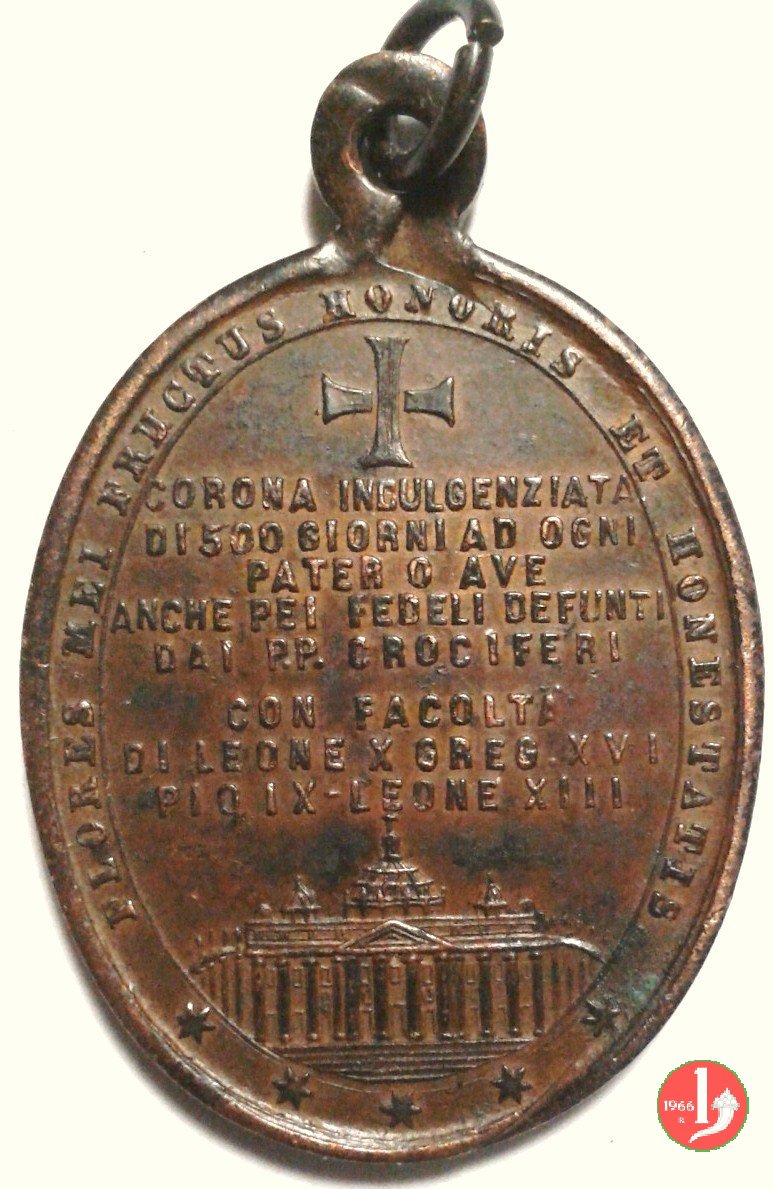 FLORES MEI FRUCTUS HONORIS ET HONESTATIS
CORONA INDULGENZIATA
DI 500 GIORNI AD OGNI
PATER O AVE
ANCHE PEI FEDELI DEFUNTI
DAI P.P. CROCIFERI
CON FACOLTÀ
DI LEONE X GREG. XVI
PIO IX-LEONE XIII
1966
R